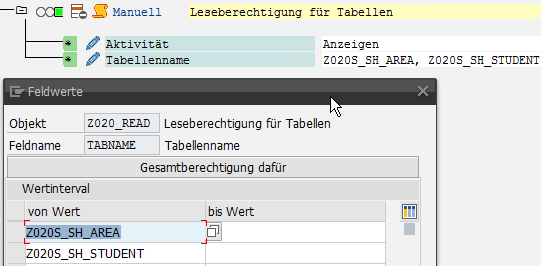 Manuell Leseberechtigung für Tabellen
Aktivität Anzeigen
Tabellenname Z020S_SH_AREA, Z020S_SH_STUDENT
Feldwerte
Objekt Z020_READ Leseberechtigung für Tabellen
Feldname TABNAME Tabellenname
Gesamtberechtigung dafür
Wertinterval
von Wert bis Wert
Z020S_SH_AREA
Z020S_SH_STUDENT